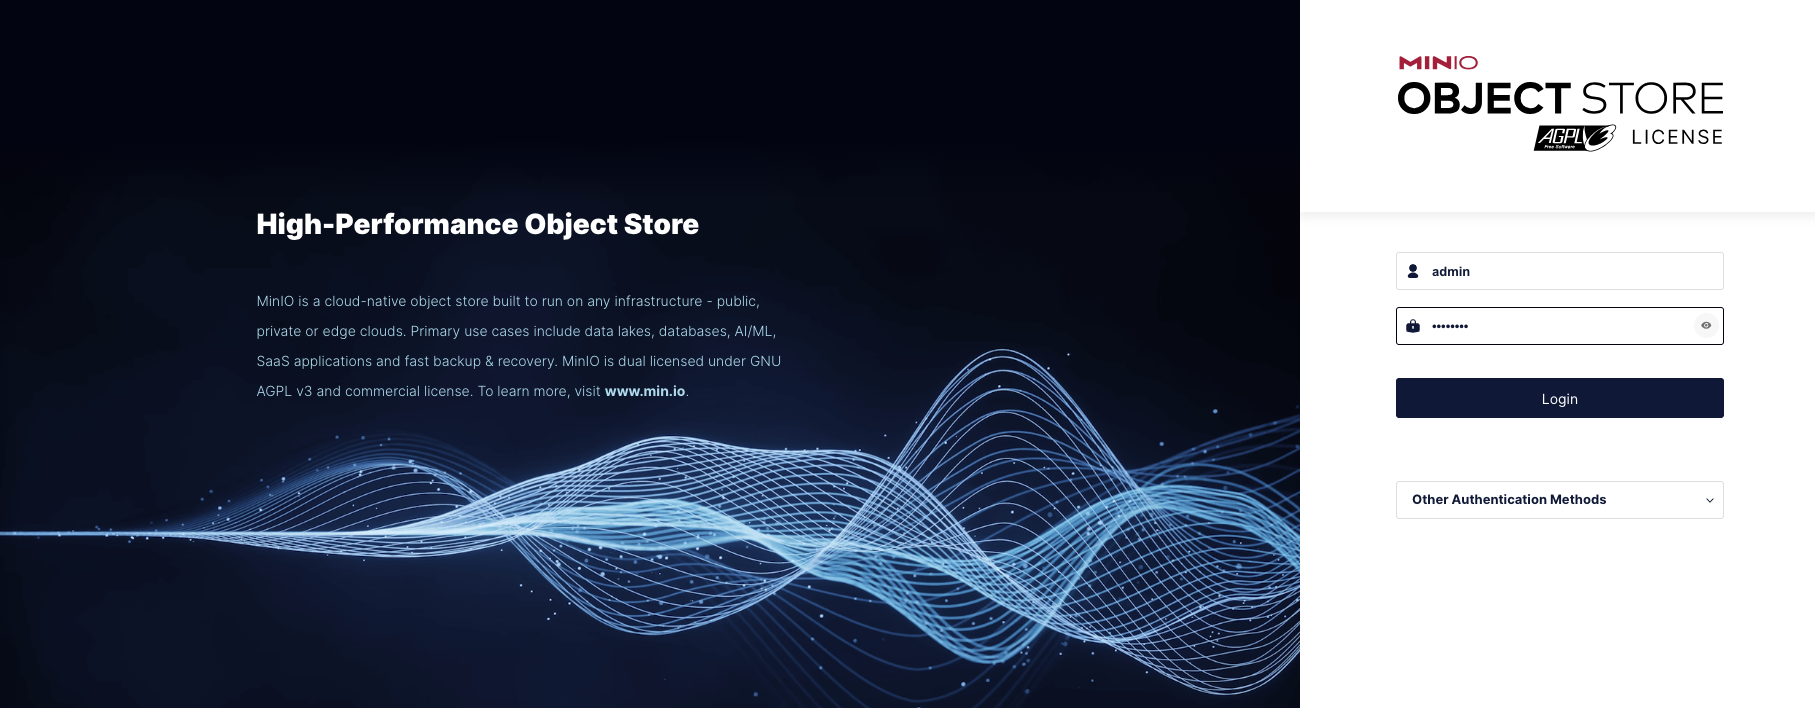 High-Performance Object Store
MinIO is a cloud-native object store built to run on any infrastructure - public,
private or edge clouds. Primary use cases include data lakes, databases, AI/ML,
SaaS applications and fast backup & recovery. MinIO is dual licensed under GNU
AGPL v3 and commercial license. To learn more, visit www.min.io.
MINIO
OBJECT STORE
AGPLv3 LICENSE
Free Software
admin
••••••••
Login
Other Authentication Methods